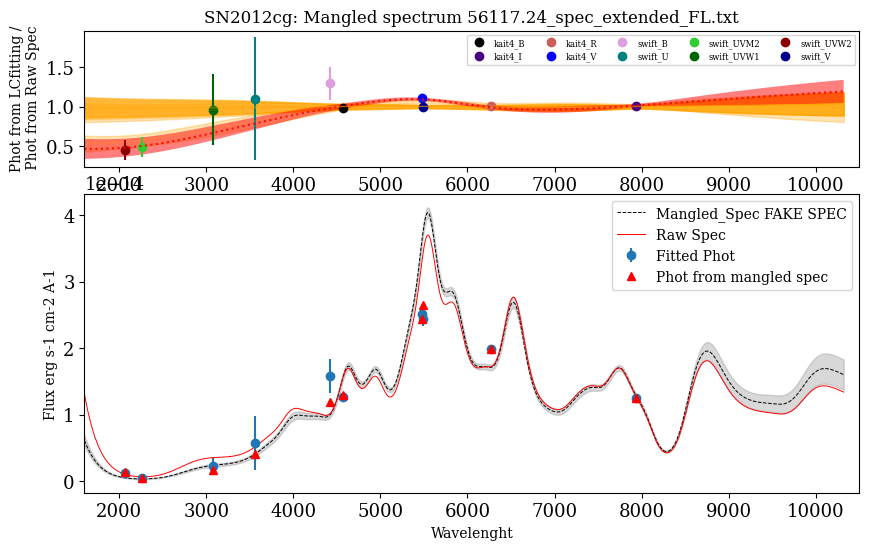 SN2012cg: Mangled spectrum 56117.24_spec_extended_FL.txt
Phot from LCfitting /
Phot from Raw Spec
kait4_B kait4_R swift_B swift_UVM2 swift_UVW2
kait4_I kait4_V swift_U swift_UVW1 swift_V
1.5
1.0
0.5
2000 3000 4000 5000 6000 7000 8000 9000 10000
1e−14
Flux erg s-1 cm-2 A-1
Mangled_Spec FAKE SPEC
Raw Spec
Fitted Phot
Phot from mangled spec
4
3
2
1
0
2000 3000 4000 5000 6000 7000 8000 9000 10000
Wavelenght